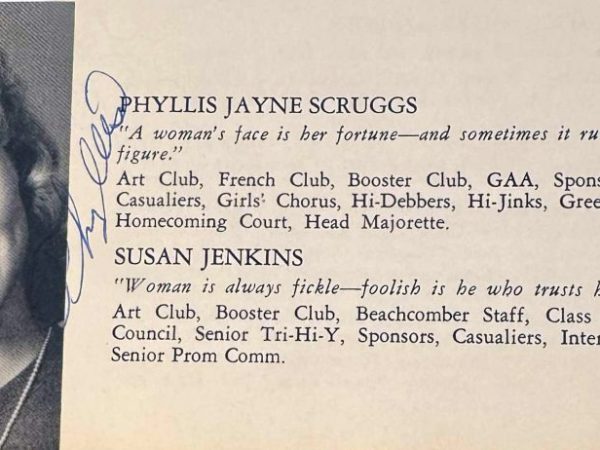 Phyllis
PHYLLIS JAYNE SCRUGGS
"A woman's face is her fortune—and sometimes it ru
figure."
Art Club, French Club, Booster Club, GAA, Spons
Casualiers, Girls' Chorus, Hi-Debbers, Hi-Jinks, Gree
Homecoming Court, Head Majorette.
SUSAN JENKINS
"Woman is always fickle—foolish is he who trusts h
Art Club, Booster Club, Beachcomber Staff, Class
Council, Senior Tri-Hi-Y, Sponsors, Casualiers, Inter
Senior Prom Comm.